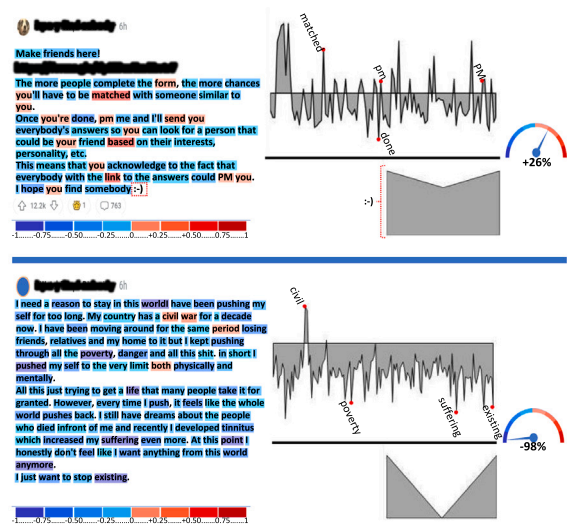 6h
Make friends here!
The more people complete the form, the more chances
you'll have to be matched with someone similar to
you.
Once you're done, pm me and I'll send you
everybody's answers so you can look for a person that
could be your friend based on their interests,
personality, etc.
This means that you acknowledge to the fact that
everybody with the link to the answers could PM you.
I hope you find somebody :-)
12.2k 1 763
-1.......-0.75......-0.50......-0.25......0.......+0.25......+0.50......+0.75......1
matched
pm
done
PM
+26%
:-)
6h
I need a reason to stay in this worldI have been pushing my
self for too long. My country has a civil war for a decade
now. I have been moving around for the same period losing
friends, relatives and my home to it but I kept pushing
through all the poverty, danger and all this shit. in short I
pushed my self to the very limit both physically and
mentally.
All this just trying to get a life that many people take it for
granted. However, every time I push, it feels like the whole
world pushes back. I still have dreams about the people
who died infront of me and recently I developed tinnitus
which increased my suffering even more. At this point I
honestly don't feel like I want anything from this world
anymore.
I just want to stop existing.
-1.......-0.75......-0.50......-0.25......0.......+0.25......+0.50......+0.75......1
civil
poverty
suffering
existing
-98%